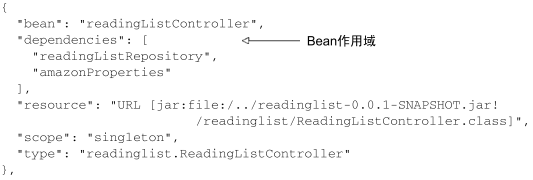 {
"bean": "readingListController",
"dependencies": [ Bean作用域
"readingListRepository",
"amazonProperties"
],
"resource": "URL [jar:file:/../readinglist-0.0.1-SNAPSHOT.jar!
/readinglist/ReadingListController.class]",
"scope": "singleton",
"type": "readinglist.ReadingListController"
},